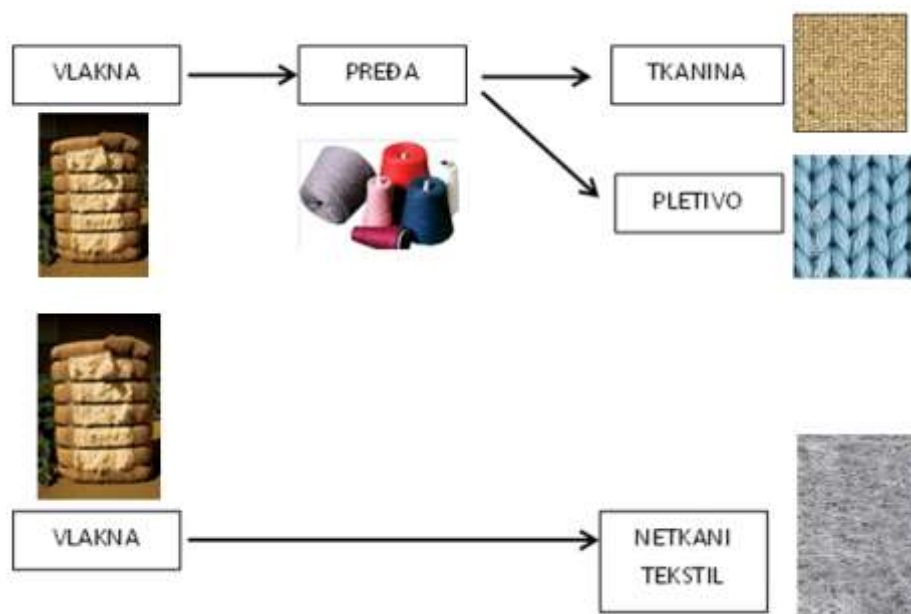 VLAKNA
PREĐA
TKANINA
PLETIVO
VLAKNA
NETKANI
TEKSTIL